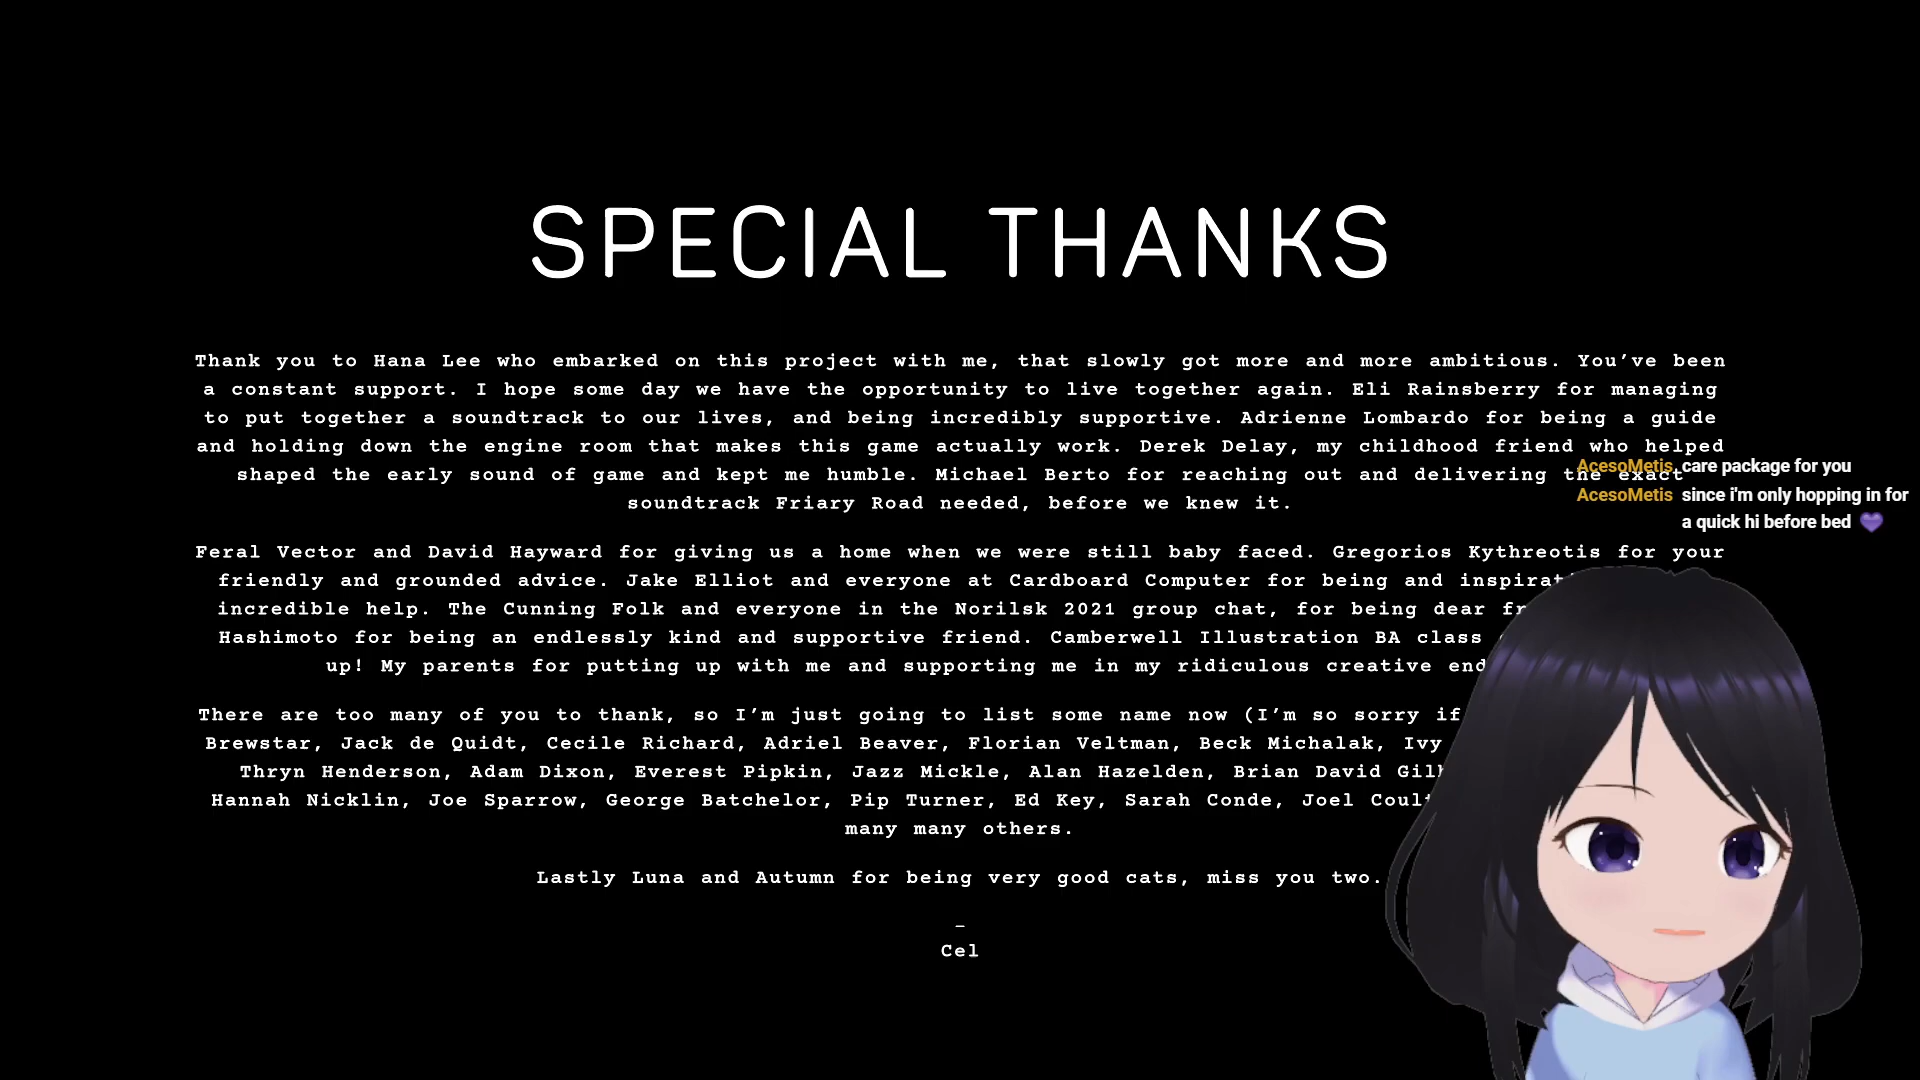 SPECIAL THANKS
Thank you to Hana Lee who embarked on this project with me, that slowly got more and more ambitious. You've been
a constant support. I hope some day we have the opportunity to live together again. Eli Rainsberry for managing
to put together a soundtrack to our lives, and being incredibly supportive. Adrienne Lombardo for being a guide
and holding down the engine room that makes this game actually work. Derek Delay, my childhood friend who helped
shaped the early sound of game and kept me humble. Michael Berto for reaching out and delivering the exact
soundtrack Friary Road needed, before we knew it.
Feral Vector and David Hayward for giving us a home when we were still baby faced. Gregorios Kythreotis for your
friendly and grounded advice. Jake Elliot and everyone at Cardboard Computer for being and
incredible help. The Cunning Folk and everyone in the Norilsk 2021 group chat, for being dear
Hashimoto for being an endlessly kind and supportive friend. Camberwell Illustration BA class
up! My parents for putting up with me and supporting me in my ridiculous creative
There are too many of you to thank, so I'm just going to list some name now (I'm so sorry if
Brewstar, Jack de Quidt, Cecile Richard, Adriel Beaver, Florian Veltman, Beck Michalak, Ivy
Thryn Henderson, Adam Dixon, Everest Pipkin, Jazz Mickle, Alan Hazelden, Brian David
Hannah Nicklin, Joe Sparrow, George Batchelor, Pip Turner, Ed Key, Sarah Conde, Joel
many many others.
Lastly Luna and Autumn for being very good cats, miss you two.
–
Cel
AcesoMetis care package for you
AcesoMetis since i'm only hopping in for
a quick hi before bed 💜